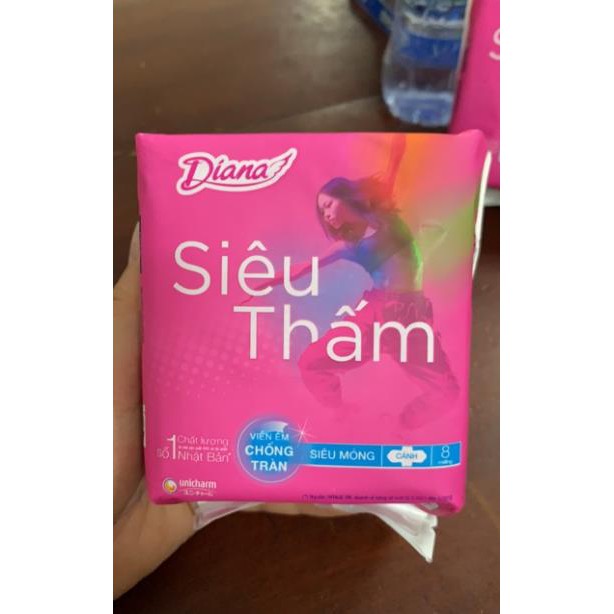 Diana
Siêu
Thấm
SỐ 1 Chất lượng
Nhật Bản*
VIỀN ÊM
CHỐNG
TRÀN
SIÊU MỎNG
CÁNH
8
unicharm